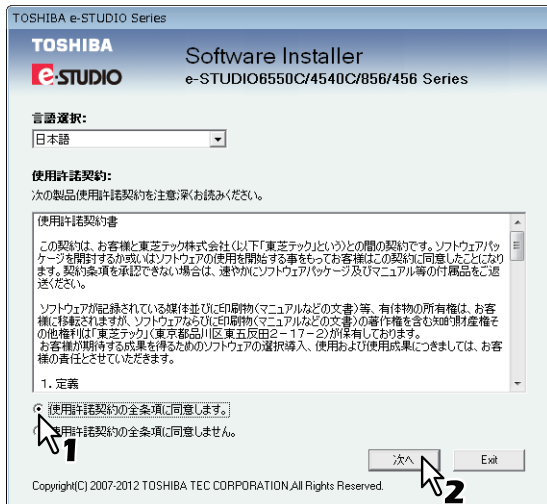 TOSHIBA e-STUDIO Series
TOSHIBA
e-STUDIO
Software Installer
e-STUDIO6550C/4540C/856/456 Series
言語選択:
日本語
使用許諾契約:
次の製品使用許諾契約を注意深くお読みください。
使用許諾契約書
この契約は、お客様と東芝テック株式会社(以下「東芝テック」という)との間の契約です。ソフトウェアパッ
ケージを開封するか或いはソフトウェアの使用を開始する事をもってお客様はこの契約に同意したことになり
ます。契約条項を承認できない場合は、速やかにソフトウェアパッケージ及びマニュアル等の付属品をご返
送ください。
ソフトウェアが記録されている媒体並びに印刷物(マニュアルなどの文書)等、有体物の所有権は、お客
様に移転されますが、ソフトウェアならびに印刷物(マニュアルなどの文書)の著作権を含む知的財産権そ
の他権利は「東芝テック」(東京都品川区東五反田2-17-2)が保有しております。
お客様が期待する成果を得るためのソフトウェアの選択導入、使用および使用成果につきましては、お客
様の責任とさせていただきます。
1. 定義
使用許諾契約の全条項に同意します。
使用許諾契約の全条項に同意しません。
1
次へ
Exit
2
Copyright(C) 2007-2012 TOSHIBA TEC CORPORATION,All Rights Reserved.